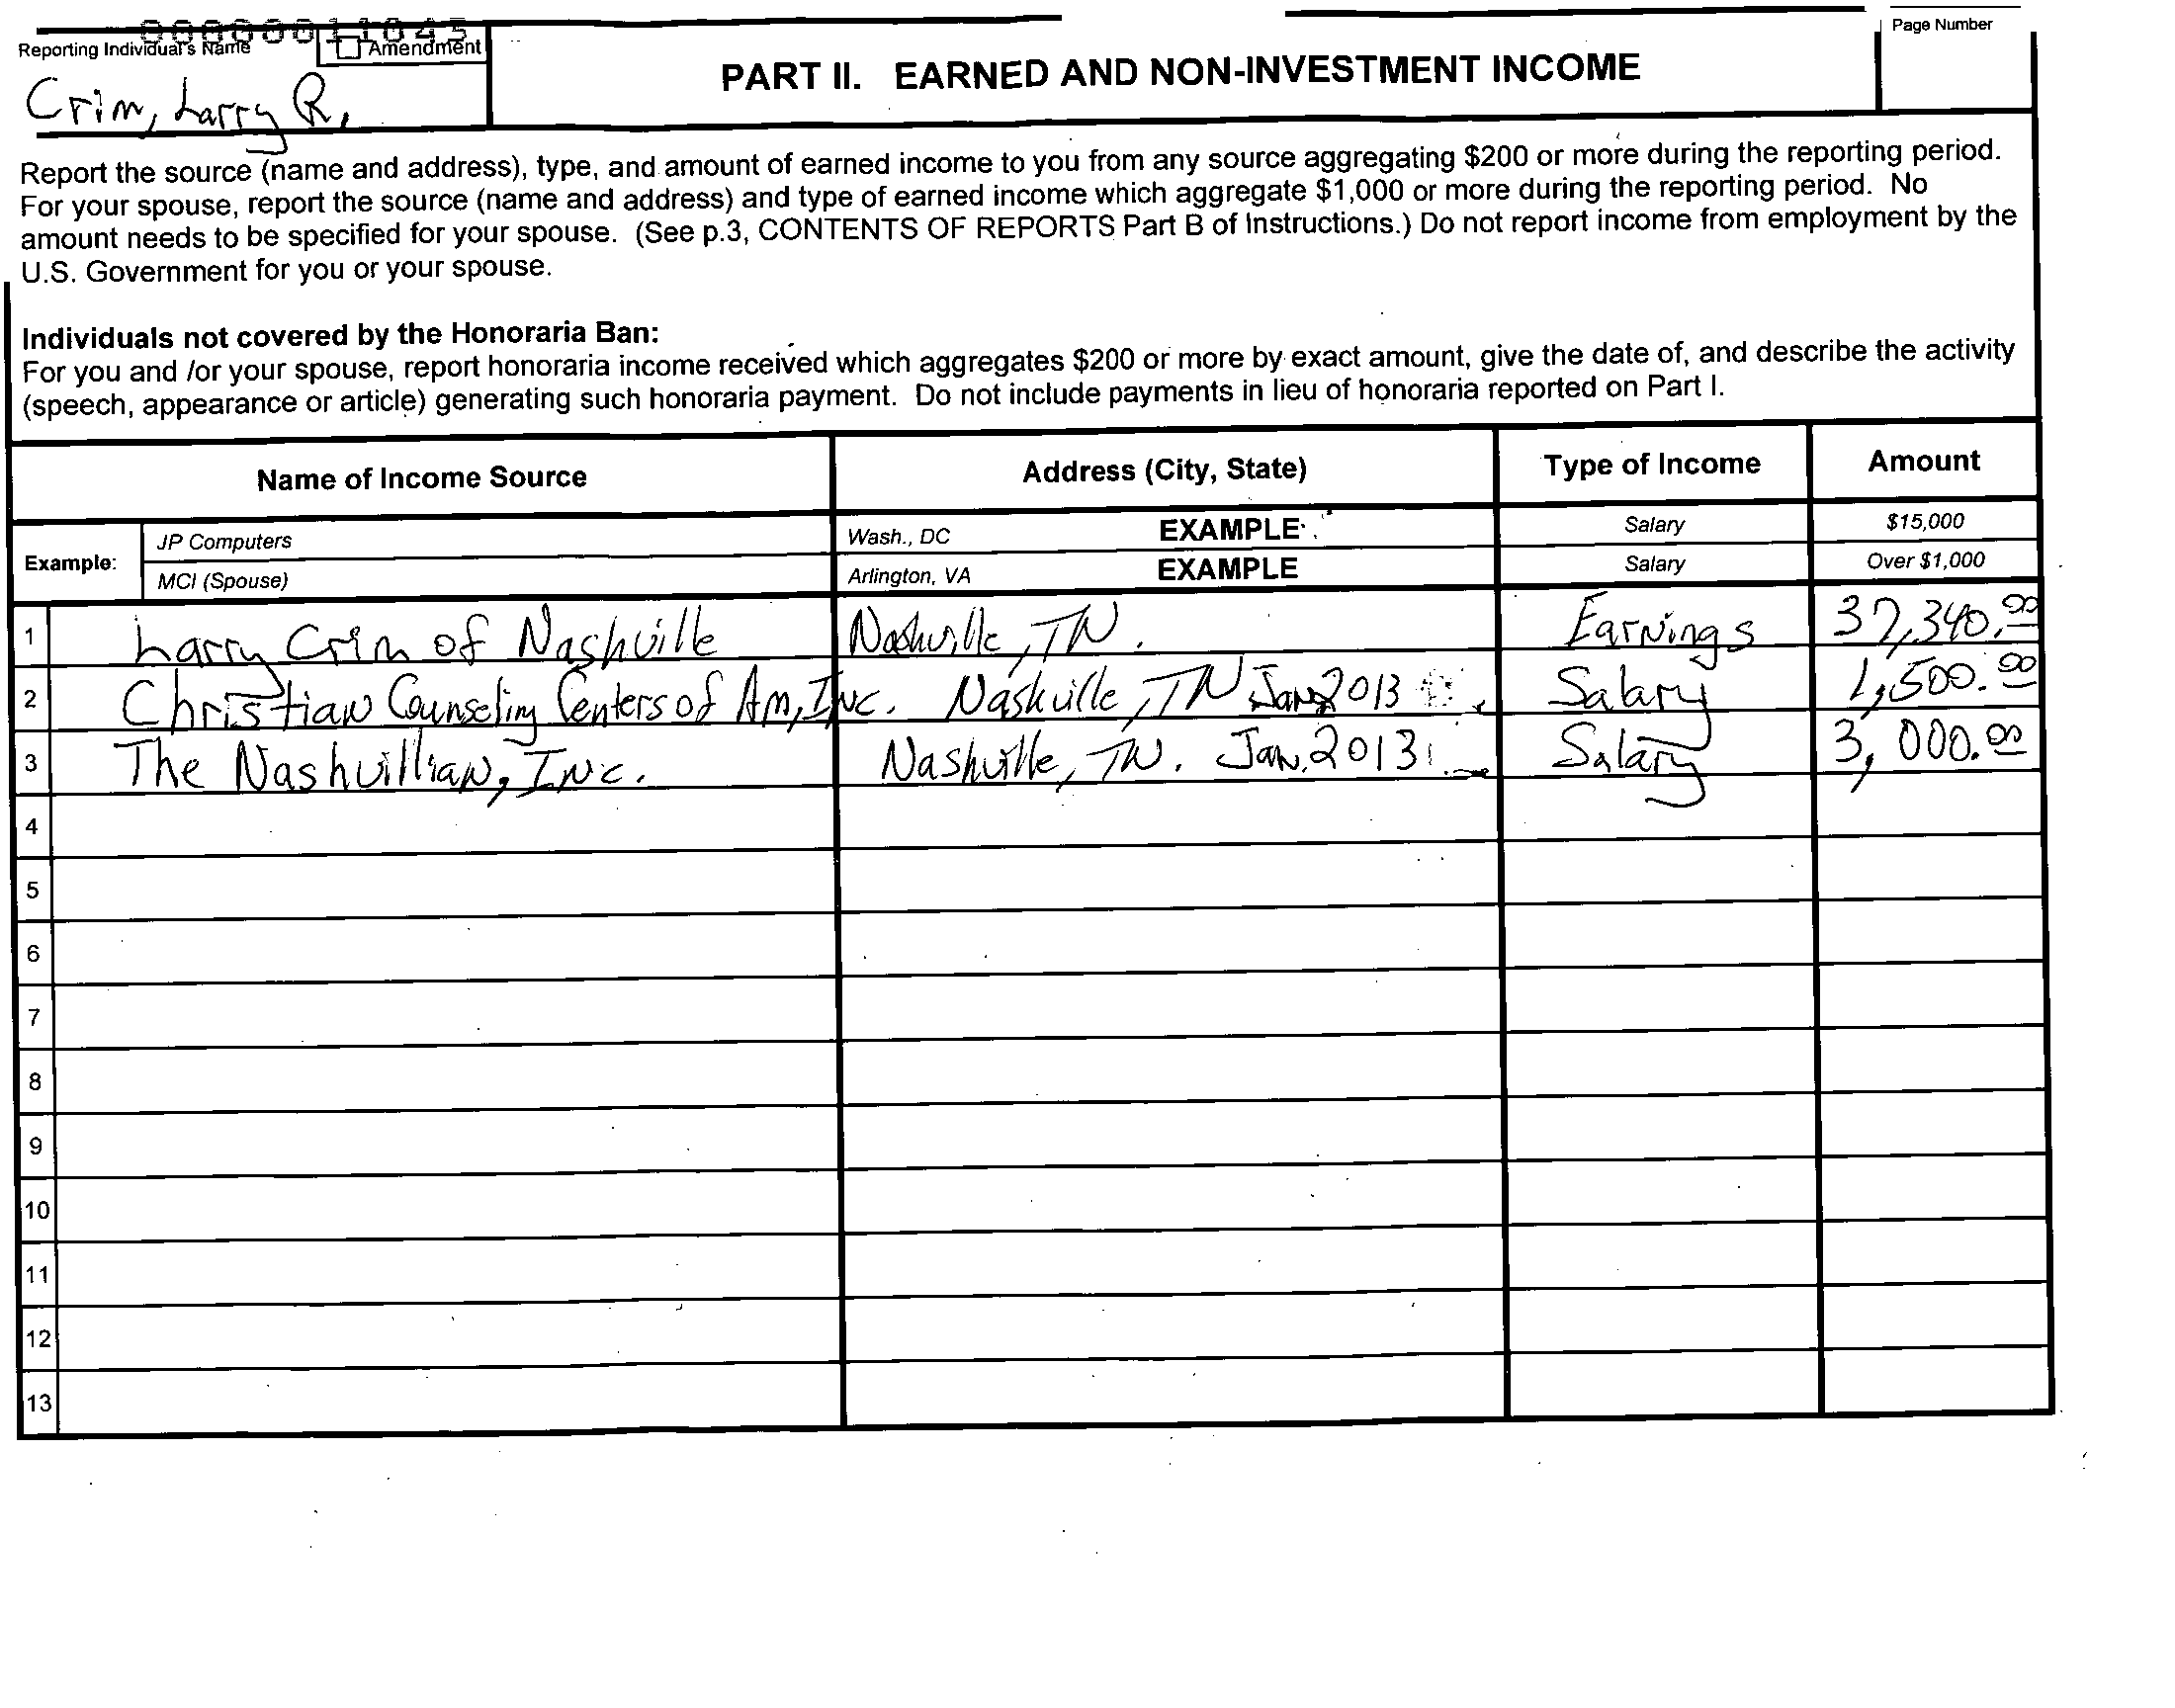 00000011045
Reporting Individual's Name Amendment Page Number
Crim, Larry R.
PART II. EARNED AND NON-INVESTMENT INCOME
Report the source (name and address), type, and amount of earned income to you from any source aggregating $200 or more during the reporting period.
For your spouse, report the source (name and address) and type of earned income which aggregate $1,000 or more during the reporting period. No
amount needs to be specified for your spouse. (See p.3, CONTENTS OF REPORTS Part B of Instructions.) Do not report income from employment by the
U.S. Government for you or your spouse.
Individuals not covered by the Honoraria Ban:
For you and /or your spouse, report honoraria income received which aggregates $200 or more by exact amount, give the date of, and describe the activity
(speech, appearance or article) generating such honoraria payment. Do not include payments in lieu of honoraria reported on Part I.
Name of Income Source Address (City, State) Type of Income Amount
Example: JP Computers Wash., DC EXAMPLE Salary $15,000
MCI (Spouse) Arlington, VA EXAMPLE Salary Over $1,000
1 Larry Crim of Nashville Nashville, TN. Earnings 37,340.00
2 Christian Counseling Centers of Am, Inc. Nashville, TN Jan 2013 Salary 1,500.00
3 The Nashvillian, Inc. Nashville, TN. Jan. 2013 Salary 3,000.00
4
5
6
7
8
9
10
11
12
13